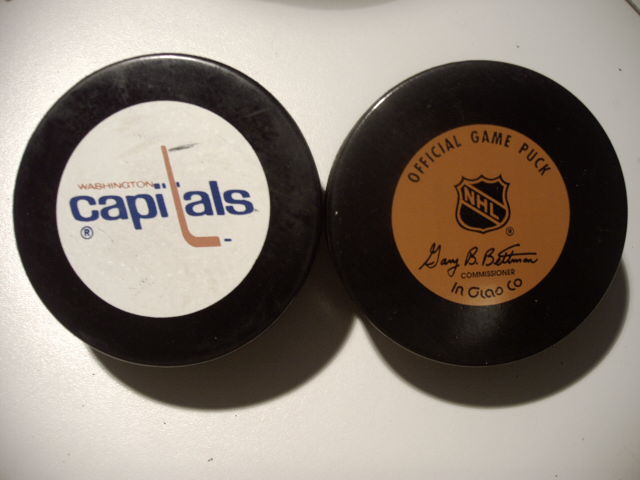 WASHINGTON
capitals
®
OFFICIAL GAME PUCK
NHL
®
Gary B. Bettman
COMMISSIONER
In Glas Co